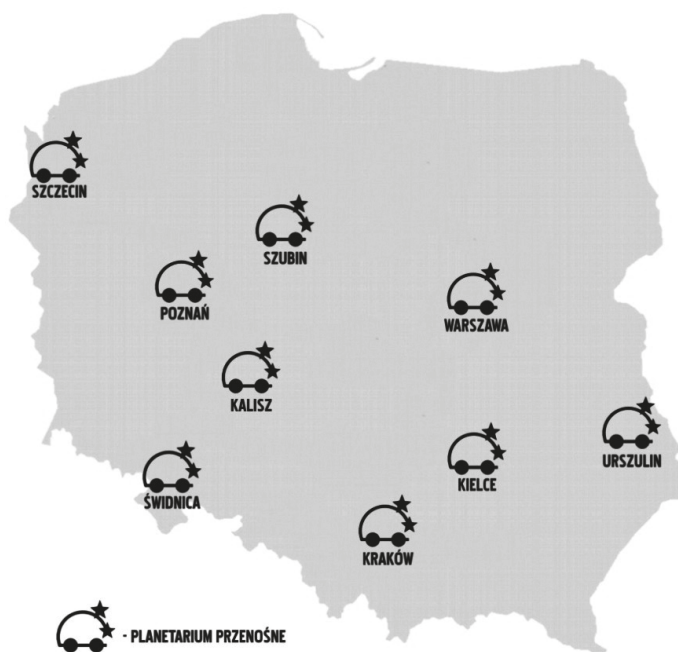 SZCZECIN
SZUBIN
POZNAŃ
WARSZAWA
KALISZ
URSZULIN
KIELCE
ŚWIDNICA
KRAKÓW
- PLANETARIUM PRZENOŚNE